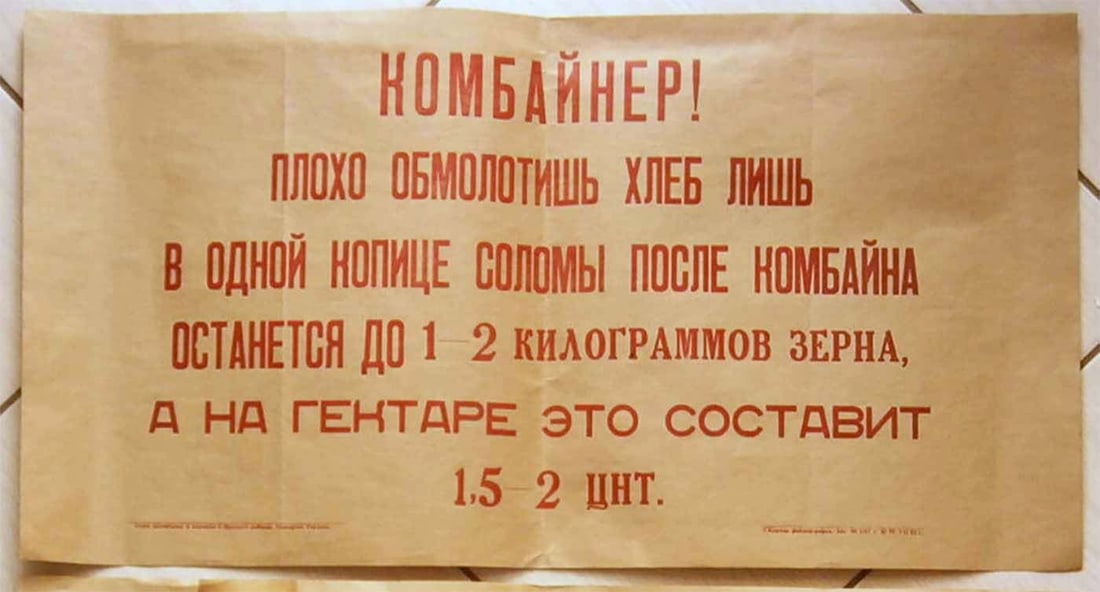 КОМБАЙНЕР!
ПЛОХО ОБМОЛОТИШЬ ХЛЕБ ЛИШЬ
В ОДНОЙ КОПИЦЕ СОЛОМЫ ПОСЛЕ КОМБАЙНА
ОСТАНЕТСЯ ДО 1–2 КИЛОГРАММОВ ЗЕРНА,
А НА ГЕКТАРЕ ЭТО СОСТАВИТ
1,5–2 ЦНТ.